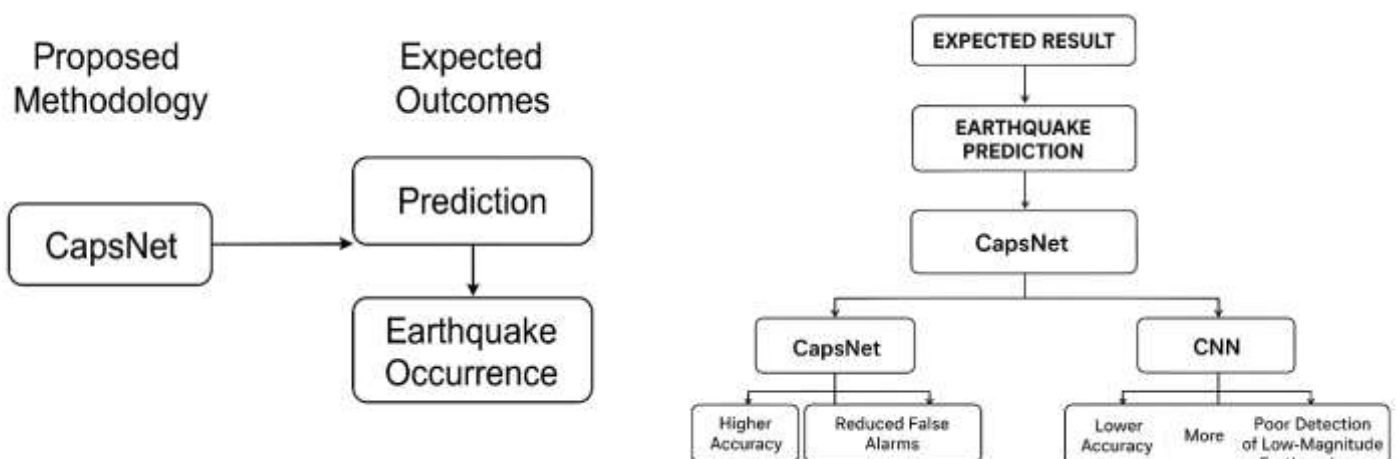 Proposed
Methodology
Expected
Outcomes
CapsNet
Prediction
Earthquake
Occurrence
EXPECTED RESULT
EARTHQUAKE
PREDICTION
CapsNet
CapsNet
CNN
Higher
Accuracy
Reduced False
Alarms
Lower
Accuracy
More
Poor Detection
of Low-Magnitude